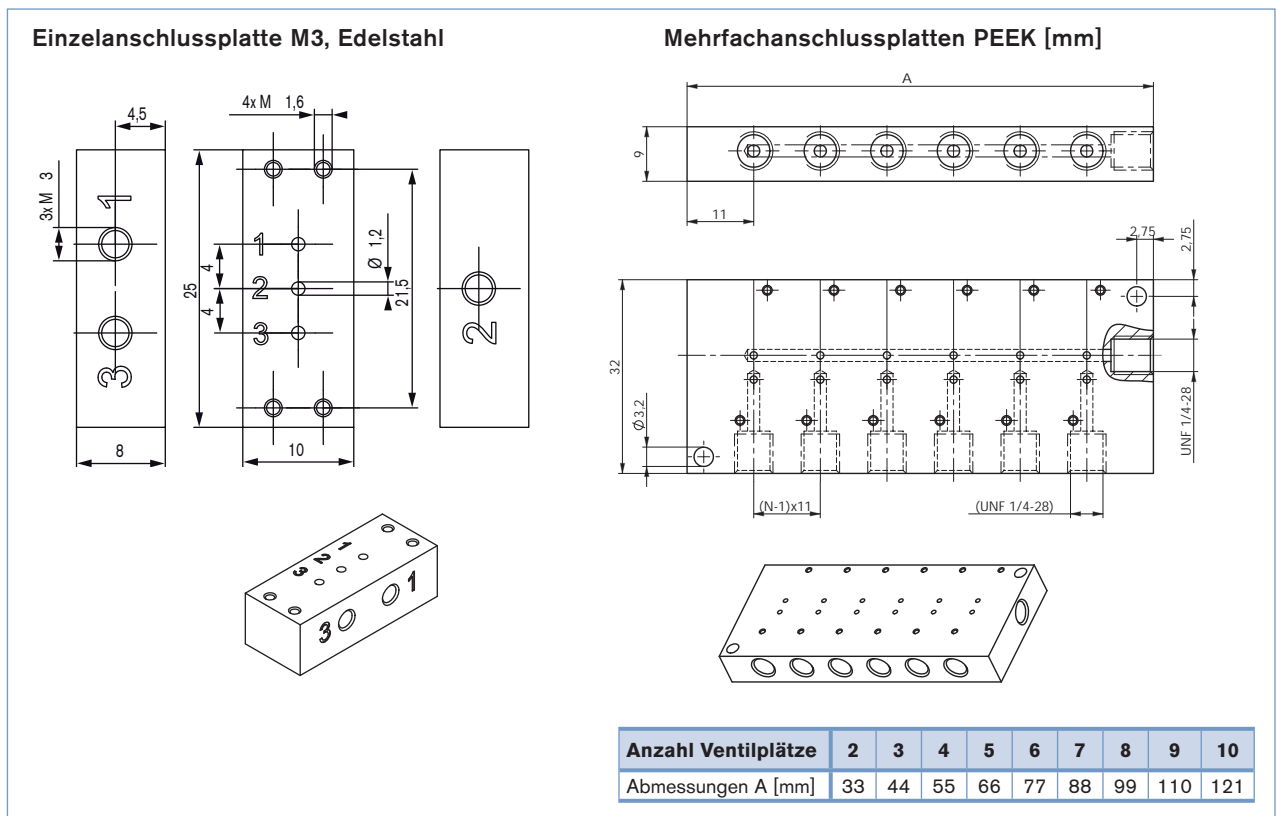 Einzelanschlussplatte M3, Edelstahl
4,5
3x M 3
1
3
8
4x M 1,6
25
1
2
3
4
4
Ø 1,2
21,5
10
2
3 2 1
3
1
Mehrfachanschlussplatten PEEK [mm]
A
9
11
2,75
2,75
32
Ø3,2
UNF 1/4-28
(N-1)x11
(UNF 1/4-28)
Anzahl Ventilplätze 2 3 4 5 6 7 8 9 10
Abmessungen A [mm] 33 44 55 66 77 88 99 110 121